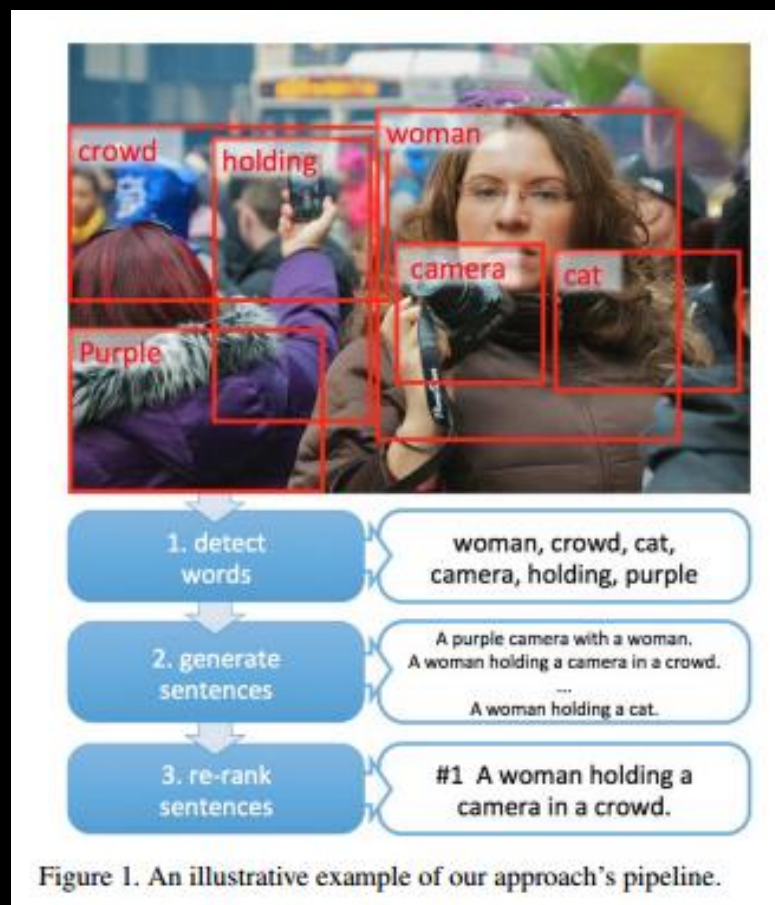 crowd
holding
woman
camera
cat
Purple
1. detect
words
woman, crowd, cat,
camera, holding, purple
2. generate
sentences
A purple camera with a woman.
A woman holding a camera in a crowd.
...
A woman holding a cat.
3. re-rank
sentences
#1 A woman holding a
camera in a crowd.
Figure 1. An illustrative example of our approach's pipeline.